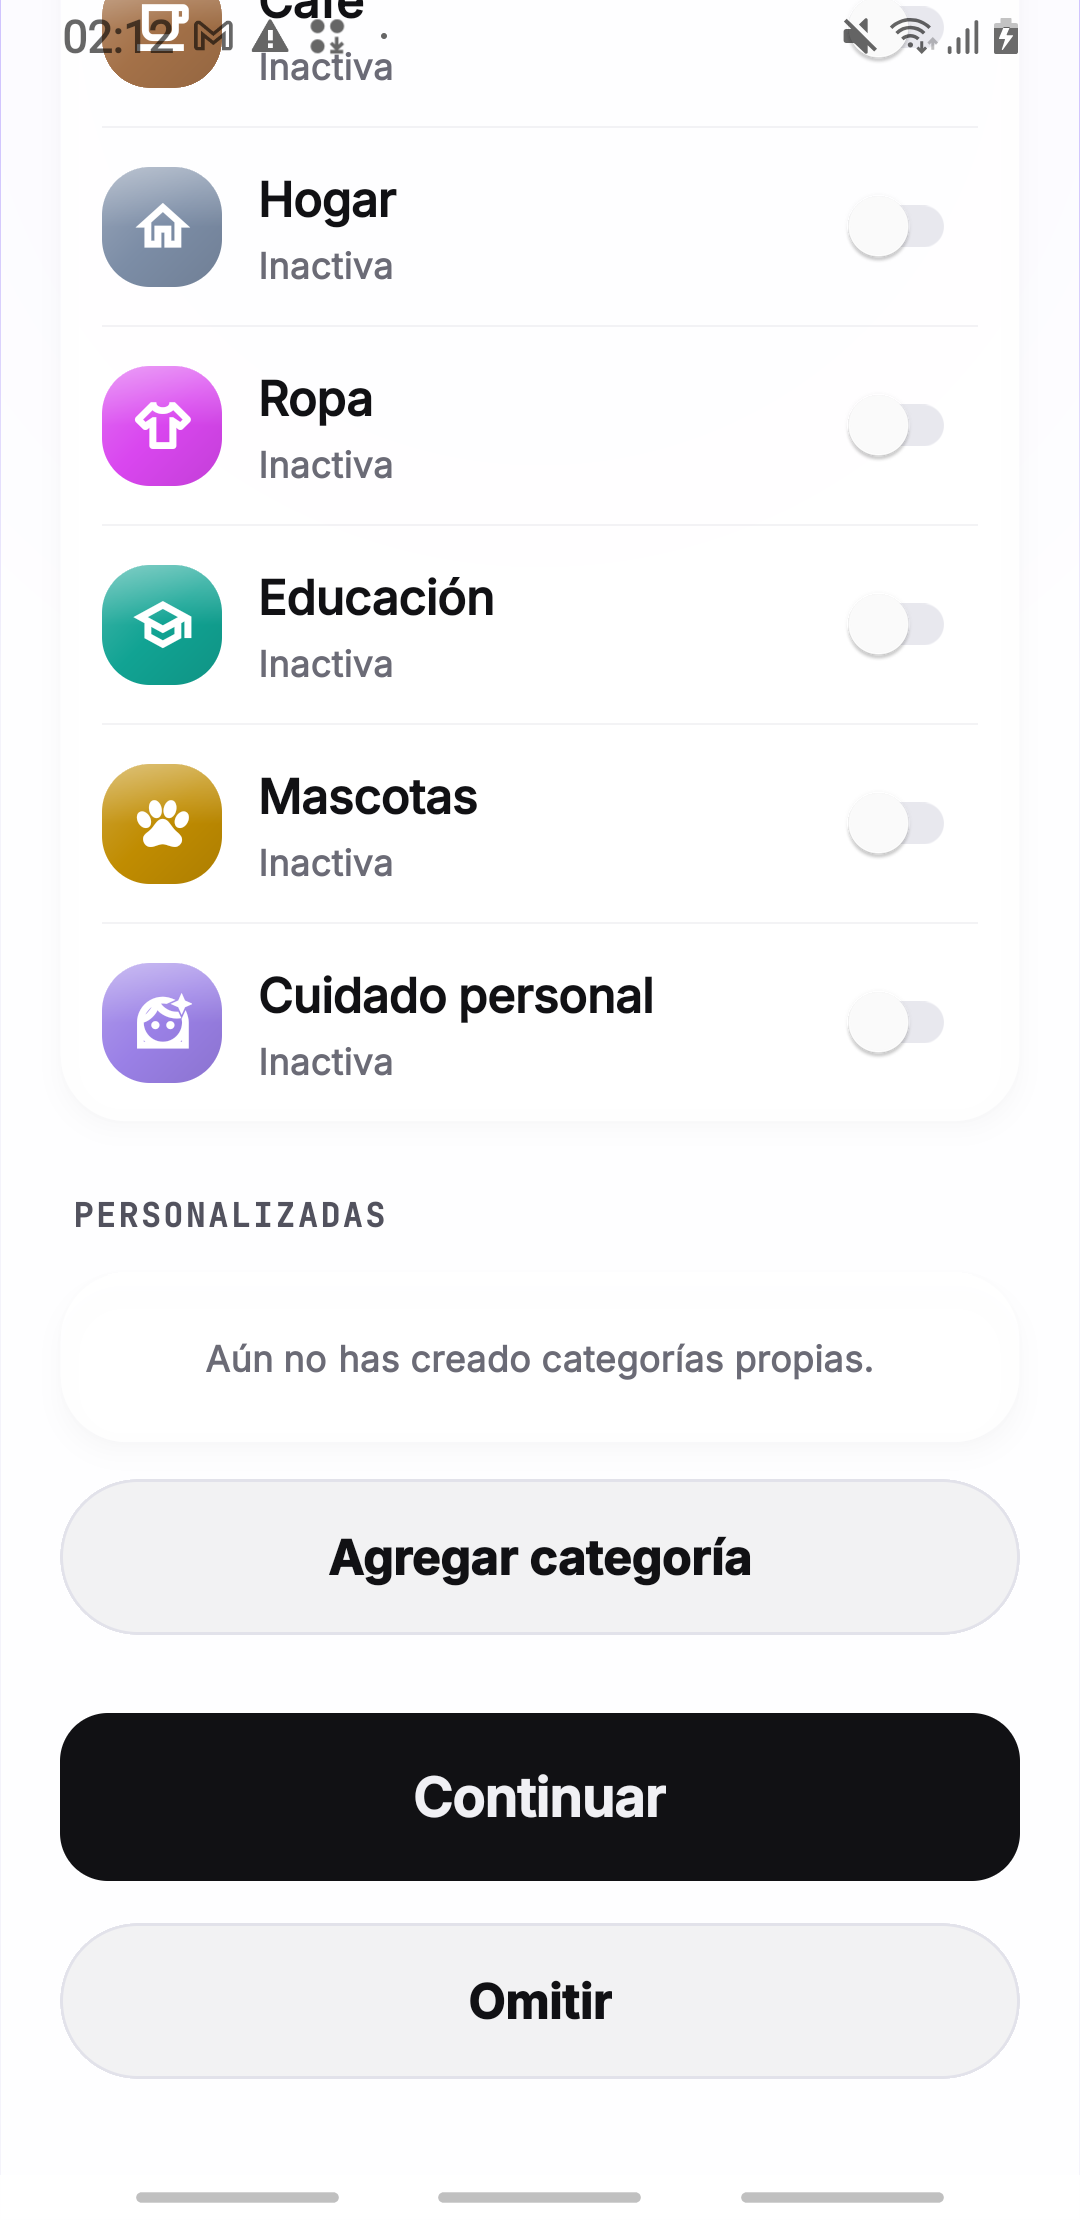 Café
02:12
Inactiva
Hogar
Inactiva
Ropa
Inactiva
Educación
Inactiva
Mascotas
Inactiva
Cuidado personal
Inactiva
PERSONALIZADAS
Aún no has creado categorías propias.
Agregar categoría
Continuar
Omitir